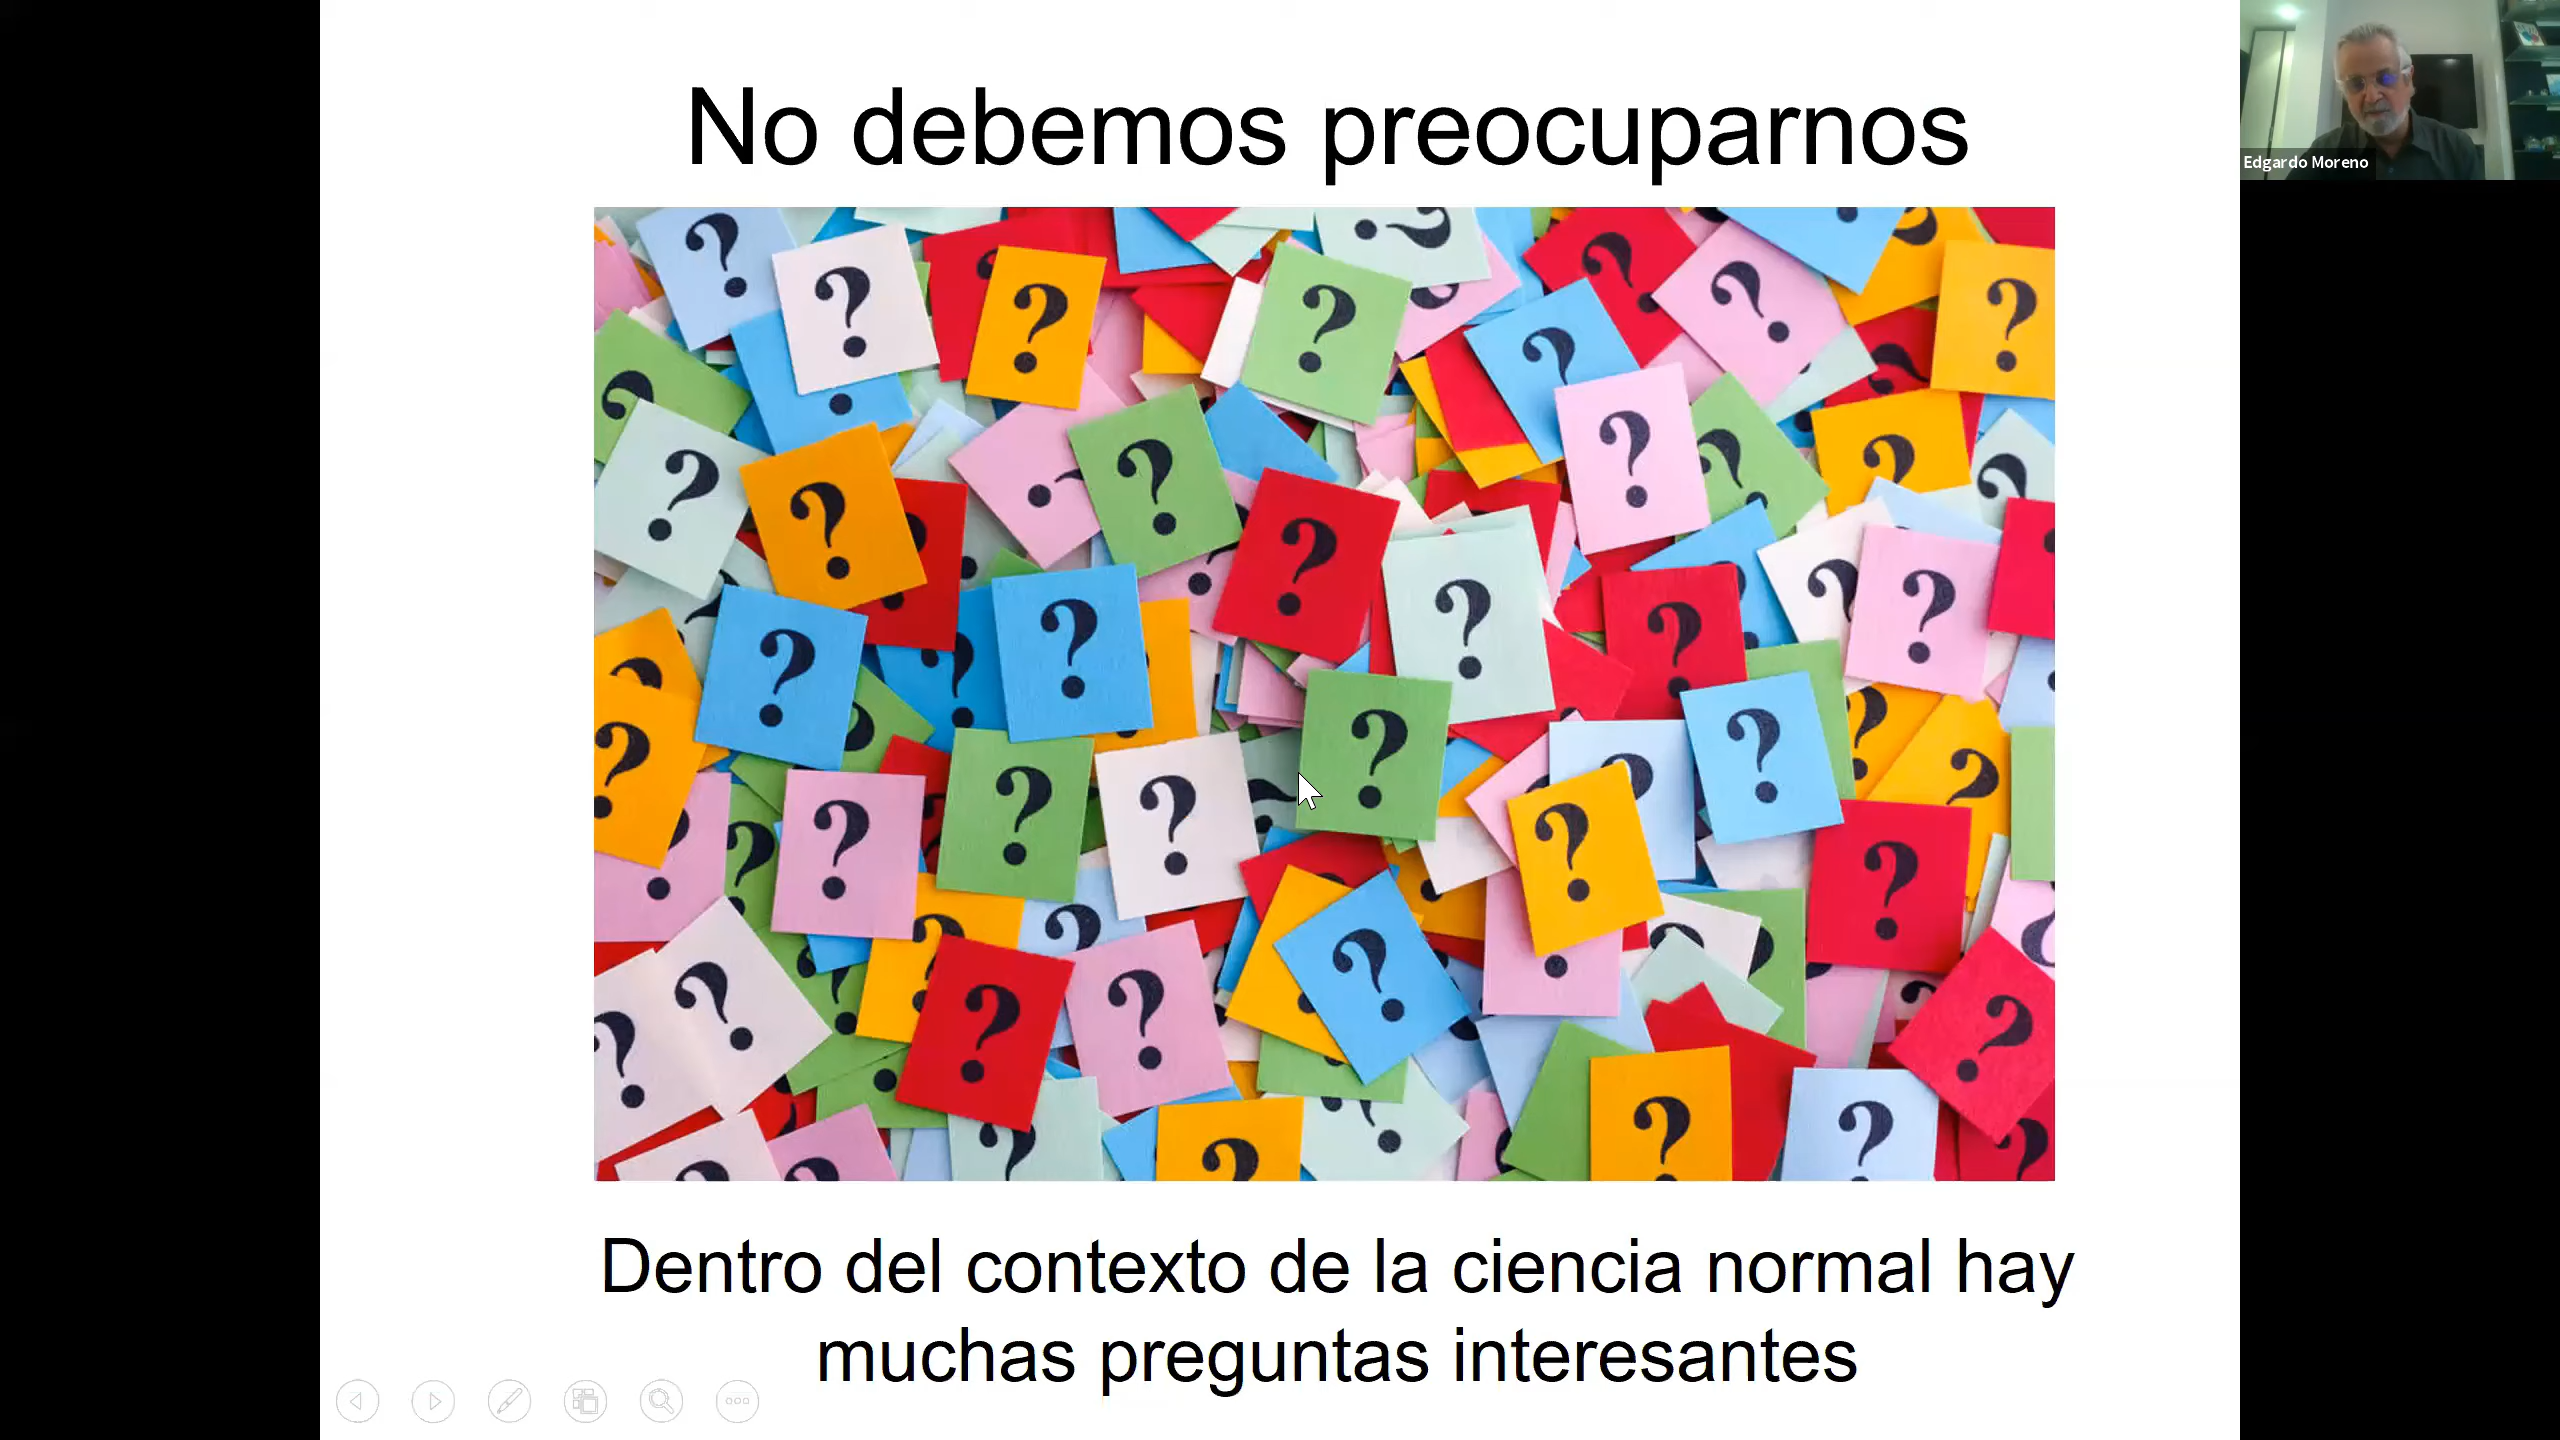 No debemos preocuparnos
Edgardo Moreno
Dentro del contexto de la ciencia normal hay
muchas preguntas interesantes